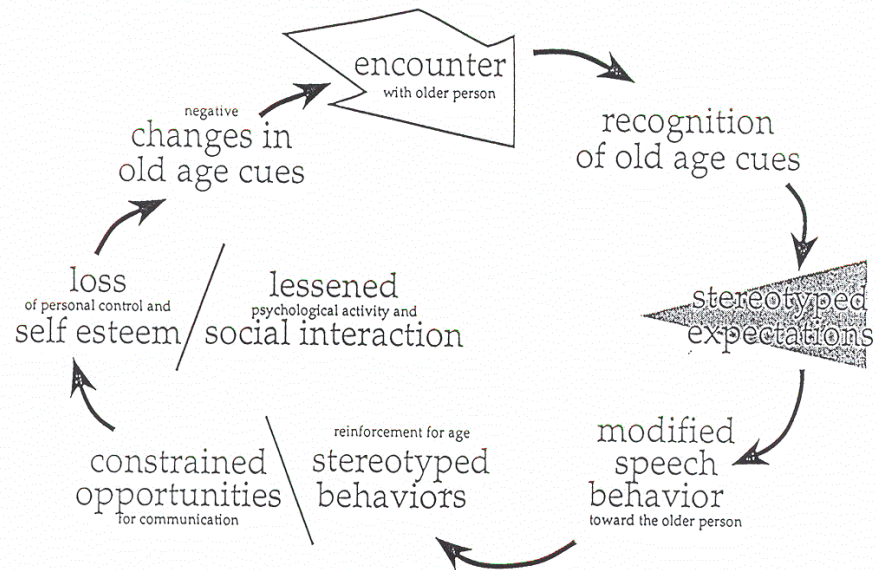 encounter
with older person
recognition
of old age cues
stereotyped
expectations
modified
speech
behavior
toward the older person
reinforcement for age
stereotyped
behaviors
constrained
opportunities
for communication
loss
of personal control and
self esteem
lessened
psychological activity and
social interaction
negative
changes in
old age cues